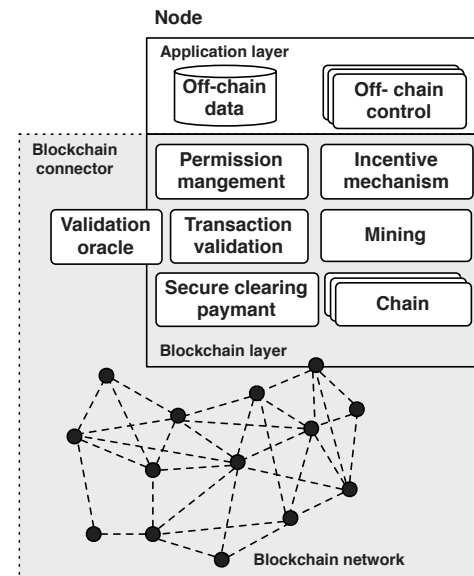 Node
Application layer
Off-chain
data
Off- chain
control
Blockchain
connector
Permission
mangement
Incentive
mechanism
Validation
oracle
Transaction
validation
Mining
Secure clearing
paymant
Chain
Blockchain layer
Blockchain network